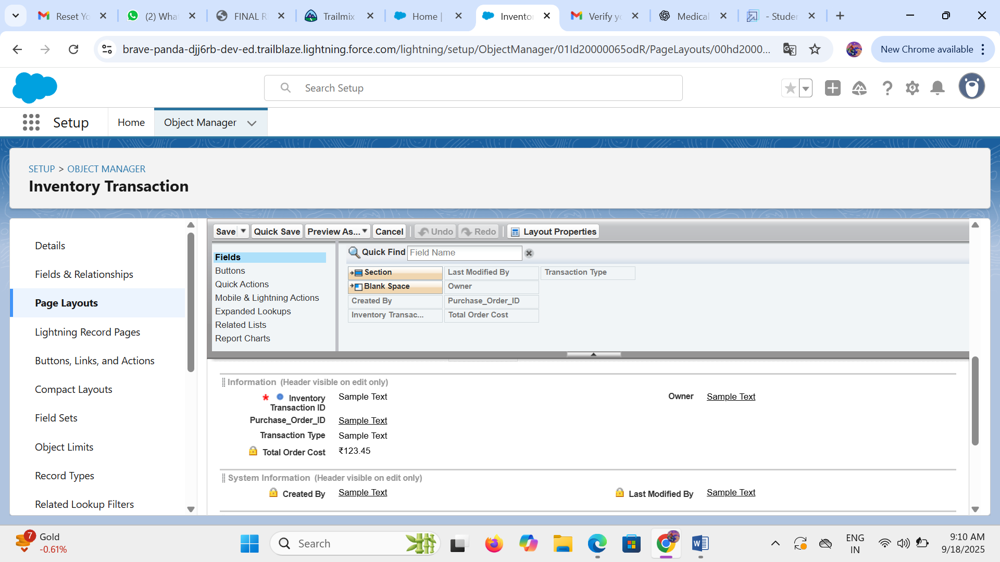 Reset Yo
(2) What
FINAL R
Trailmix
Home |
Invento
Verify yo
Medical
- Studen
brave-panda-djj6rb-dev-ed.trailblaze.lightning.force.com/lightning/setup/ObjectManager/01Id20000065odR/PageLayouts/00hd2000...
New Chrome available
Search Setup
Setup
Home
Object Manager
SETUP > OBJECT MANAGER
Inventory Transaction
Details
Fields & Relationships
Page Layouts
Lightning Record Pages
Buttons, Links, and Actions
Compact Layouts
Field Sets
Object Limits
Record Types
Related Lookup Filters
Save
Quick Save
Preview As...
Cancel
Undo
Redo
Layout Properties
Fields
Buttons
Quick Actions
Mobile & Lightning Actions
Expanded Lookups
Related Lists
Report Charts
Quick Find Field Name
Section Last Modified By Transaction Type
Blank Space Owner
Created By Purchase_Order_ID
Inventory Transac... Total Order Cost
Information (Header visible on edit only)
* Inventory Transaction ID Sample Text
Owner Sample Text
Purchase_Order_ID Sample Text
Transaction Type Sample Text
Total Order Cost ₹123.45
System Information (Header visible on edit only)
Created By Sample Text
Last Modified By Sample Text
7
Gold
-0.61%
Search
ENG
IN
9:10 AM
9/18/2025